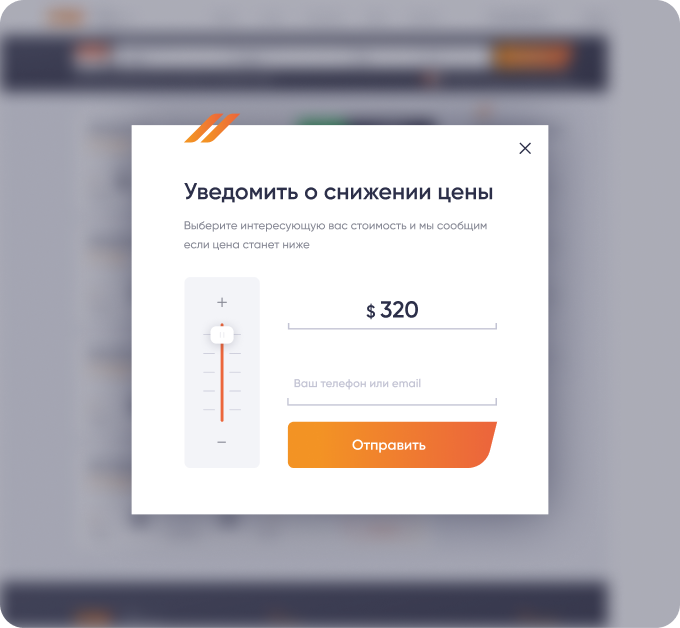 Уведомить о снижении цены
Выберите интересующую вас стоимость и мы сообщим
если цена станет ниже
+
$ 320
Ваш телефон или email
−
Отправить